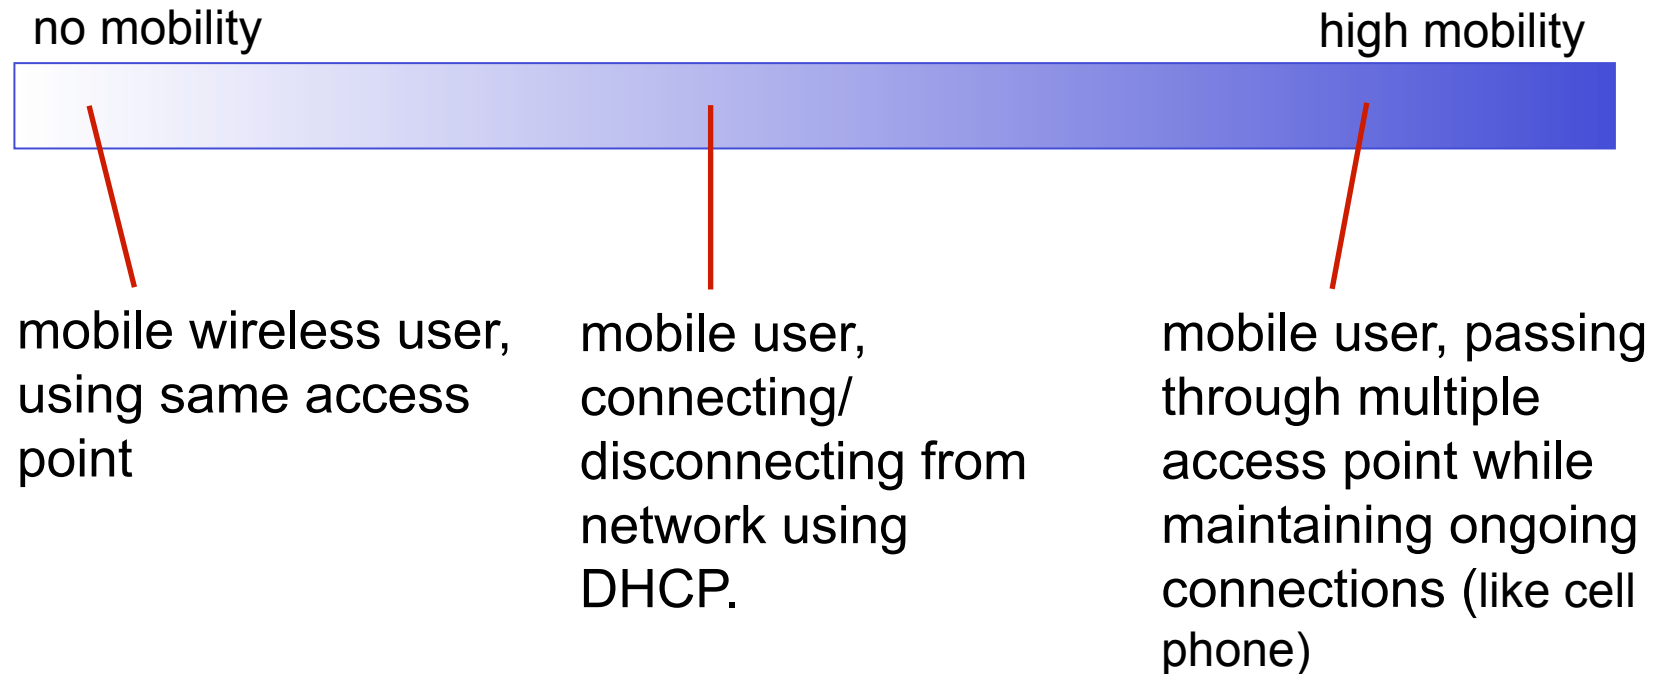 no mobility
high mobility
mobile wireless user,
using same access
point
mobile user,
connecting/
disconnecting from
network using
DHCP.
mobile user, passing
through multiple
access point while
maintaining ongoing
connections (like cell
phone)